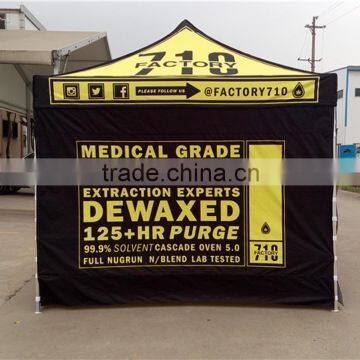 710
FACTORY
PLEASE FOLLOW US
@FACTORY710
MEDICAL GRADE
trade.china.cn
EXTRACTION EXPERTS
DEWAXED
125+HR PURGE
99.9% SOLVENT CASCADE OVEN 5.0
FULL NUGRUN N/BLEND LAB TESTED
710
FACTORY